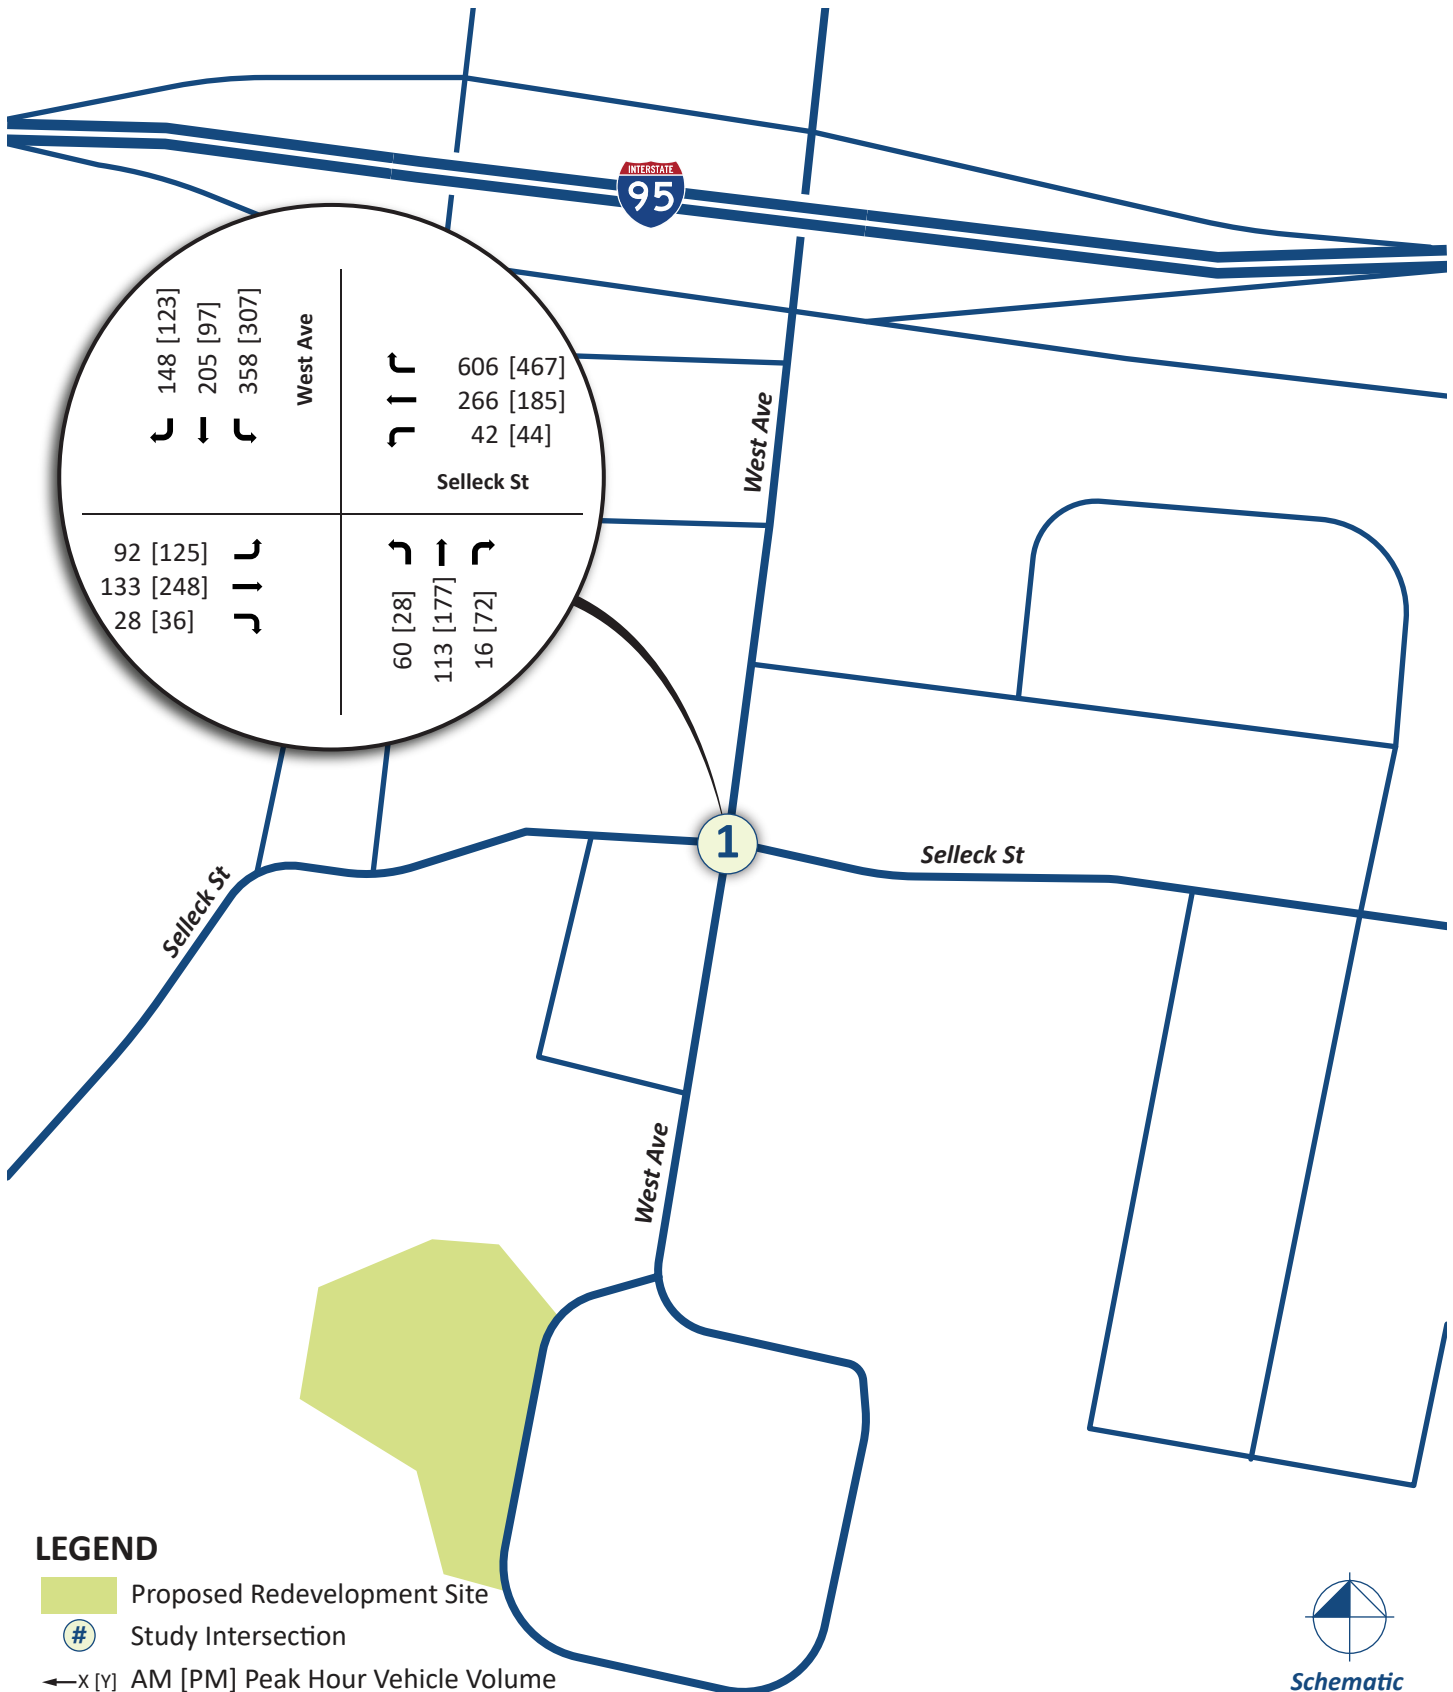 INTERSTATE
95
148 [123]
205 [97]
358 [307]
West Ave
606 [467]
266 [185]
42 [44]
Selleck St
92 [125]
133 [248]
28 [36]
60 [28]
113 [177]
16 [72]
West Ave
1
Selleck St
Selleck St
West Ave
LEGEND
Proposed Redevelopment Site
# Study Intersection
X [Y] AM [PM] Peak Hour Vehicle Volume
Schematic